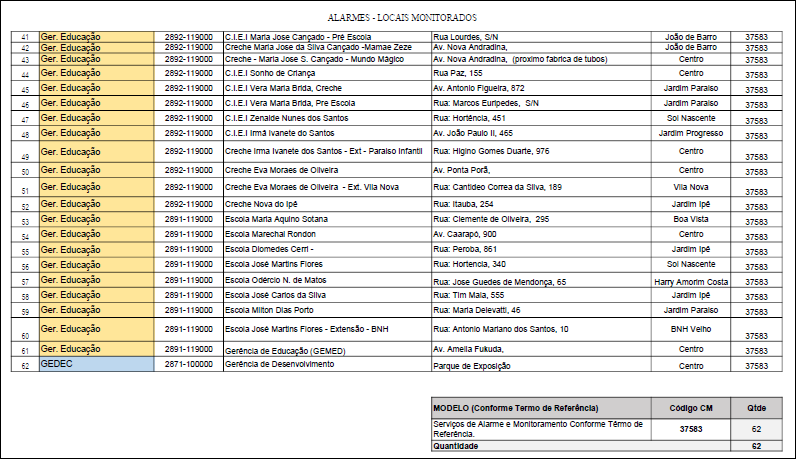 ALARMES - LOCAIS MONITORADOS
41 Ger. Educação 2892-119000 C.I.E.I Maria Jose Cançado - Pré Escola Rua Lourdes, S/N João de Barro 37583
42 Ger. Educação 2892-119000 Creche Maria Jose da Silva Cançado -Mamae Zeze Av. Nova Andradina, João de Barro 37583
43 Ger. Educação 2892-119000 Creche - Maria Jose S. Cançado - Mundo Mágico Av. Nova Andradina, (proximo fabrica de tubos) Centro 37583
44 Ger. Educação 2892-119000 C.I.E.I Sonho de Criança Rua Paz, 155 Centro 37583
45 Ger. Educação 2892-119000 C.I.E.I Vera Maria Brida, Creche Av. Antonio Figueira, 872 Jardim Paraiso 37583
46 Ger. Educação 2892-119000 C.I.E.I Vera Maria Brida, Pre Escola Rua: Marcos Euripedes, S/N Jardim Paraiso 37583
47 Ger. Educação 2892-119000 C.I.E.I Zenaide Nunes dos Santos Rua: Hortência, 451 Sol Nascente 37583
48 Ger. Educação 2892-119000 C.I.E.I Irmã Ivanete do Santos Av. João Paulo II, 465 Jardim Progresso 37583
49 Ger. Educação 2892-119000 Creche Irma Ivanete dos Santos - Ext - Paraiso Infantil Rua: Higino Gomes Duarte, 976 Centro 37583
50 Ger. Educação 2892-119000 Creche Eva Moraes de Oliveira Av. Ponta Porã, Centro 37583
51 Ger. Educação 2892-119000 Creche Eva Moraes de Oliveira - Ext. Vila Nova Rua: Cantideo Correa da Silva, 189 Vila Nova 37583
52 Ger. Educação 2892-119000 Creche Nova do Ipê Rua: Itauba, 254 Jardim Ipê 37583
53 Ger. Educação 2891-119000 Escola Maria Aquino Sotana Rua: Clemente de Oliveira, 295 Boa Vista 37583
54 Ger. Educação 2891-119000 Escola Marechal Rondon Av. Caarapó, 900 Centro 37583
55 Ger. Educação 2891-119000 Escola Diomedes Cerri - Rua: Peroba, 861 Jardim Ipê 37583
56 Ger. Educação 2891-119000 Escola José Martins Flores Rua: Hortencia, 340 Sol Nascente 37583
57 Ger. Educação 2891-119000 Escola Odércio N. de Matos Rua: Jose Guedes de Mendonça, 65 Harry Amorim Costa 37583
58 Ger. Educação 2891-119000 Escola José Carlos da Silva Rua: Tim Maia, 555 Jardim Ipê 37583
59 Ger. Educação 2891-119000 Escola Milton Dias Porto Rua: Maria Delevatti, 46 Jardim Paraiso 37583
60 Ger. Educação 2891-119000 Escola José Martins Flores - Extensão - BNH Rua: Antonio Mariano dos Santos, 10 BNH Velho 37583
61 Ger. Educação 2891-119000 Gerência de Educação (GEMED) Av. Amelia Fukuda, Centro 37583
62 GEDEC 2871-100000 Gerência de Desenvolvimento Parque de Exposição Centro 37583
MODELO (Conforme Termo de Referência) Código CM Qtde
Serviços de Alarme e Monitoramento Conforme Têrmo de
Referência. 37583 62
Quantidade 62